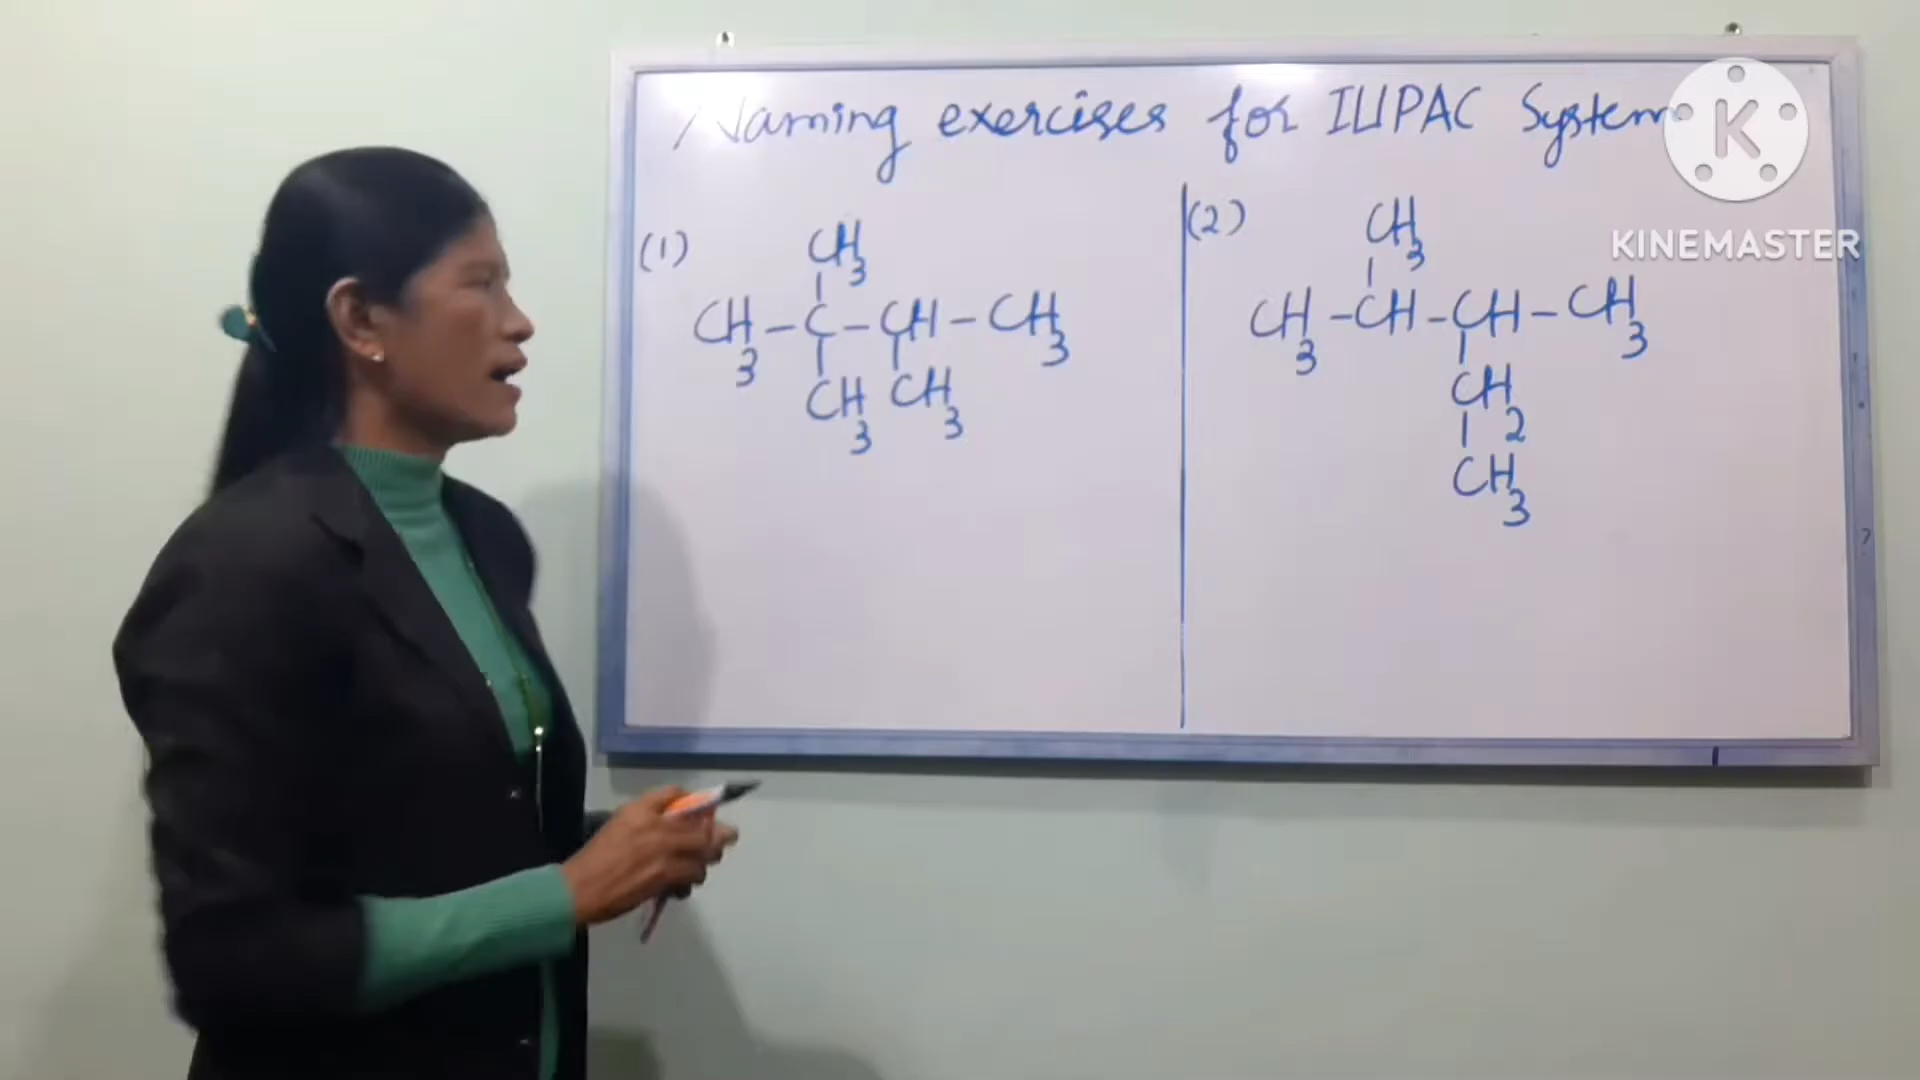 Naming exercises for IUPAC System
(1)
CH3
CH3 - C - CH - CH3
CH3 CH3
(2)
CH3
CH3 - CH - CH - CH3
CH2
CH3
K
KINEMASTER
?